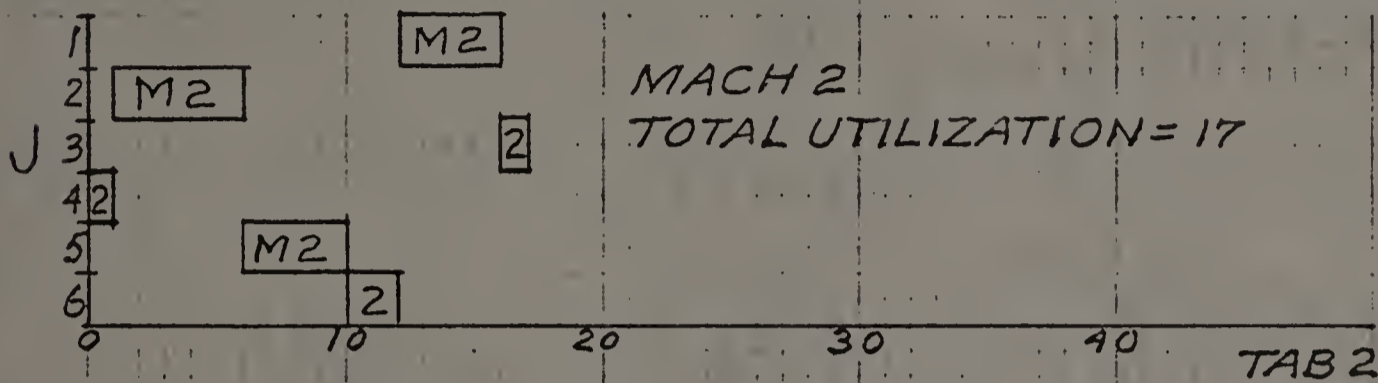 1 M2
2 M2 MACH 2
J 3 2 TOTAL UTILIZATION = 17
4 2
5 M2
6 2
0 10 20 30 40
TAB 2